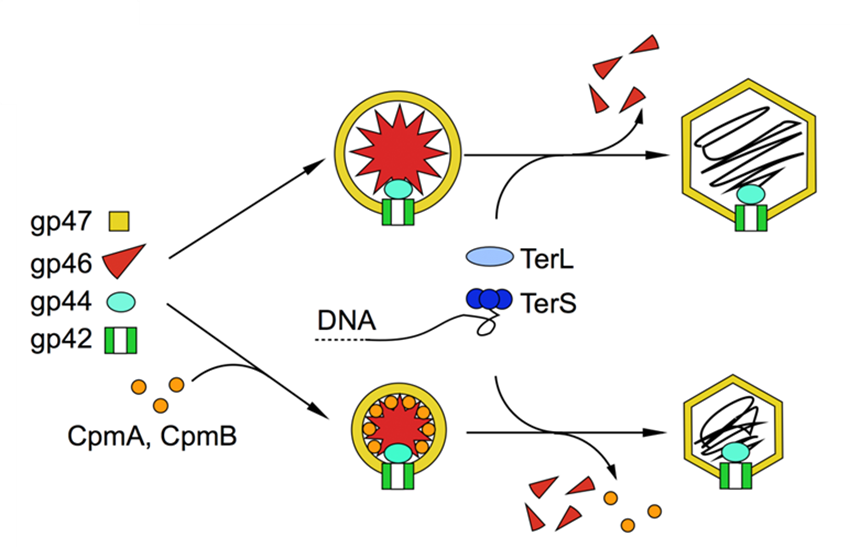 gp47
gp46
gp44
gp42
CpmA, CpmB
DNA
TerL
TerS